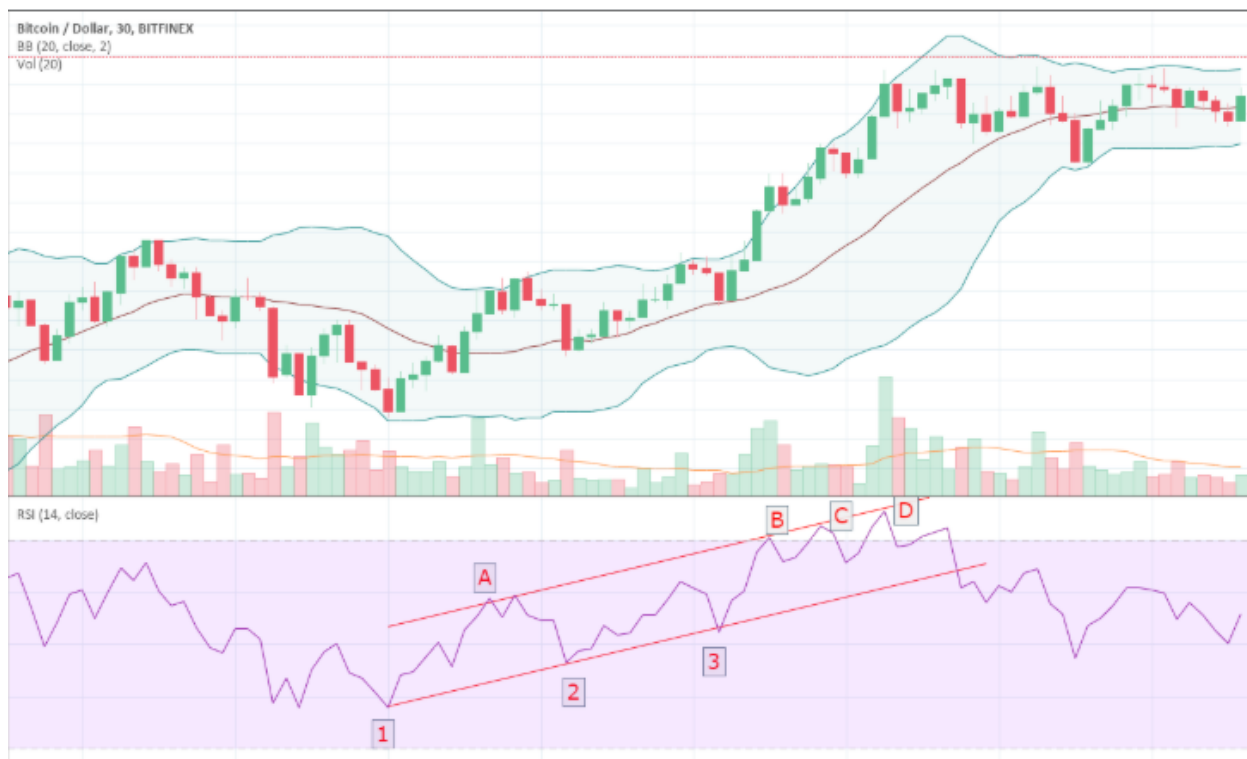 Bitcoin / Dollar, 30, BITFINEX
BB (20, close, 2)
Vol (20)
RSI (14, close)
A
B
C
D
1
2
3